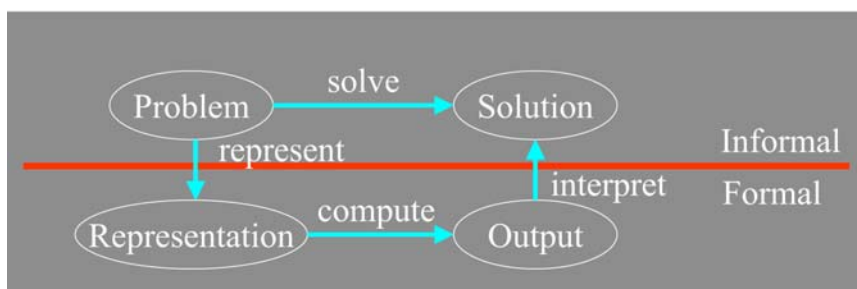 solve
Problem
Solution
represent
Informal
interpret
Formal
compute
Representation
Output